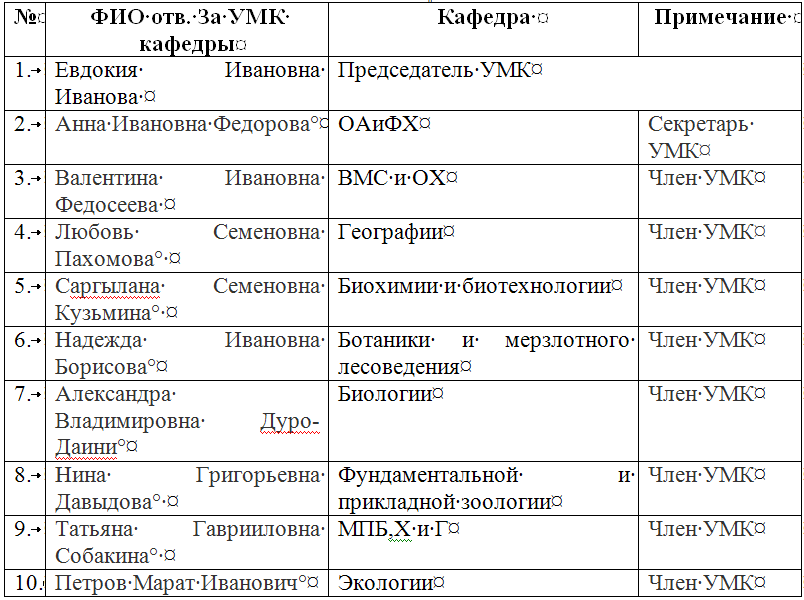 № ФИО отв. За УМК кафедры Кафедра Примечание
1. Евдокия Ивановна Иванова Председатель УМК
2. Анна Ивановна Федорова° ОАиФХ Секретарь УМК
3. Валентина Ивановна Федосеева ВМС и ОХ Член УМК
4. Любовь Семеновна Пахомова° Географии Член УМК
5. Саргылана Семеновна Кузьмина° Биохимии и биотехнологии Член УМК
6. Надежда Ивановна Борисова° Ботаники и мерзлотного лесоведения Член УМК
7. Александра Владимировна Дуро-Даини° Биологии Член УМК
8. Нина Григорьевна Давыдова° Фундаментальной и прикладной зоологии Член УМК
9. Татьяна Гаврииловна Собакина° МПБ,Х и Г Член УМК
10. Петров Марат Иванович° Экологии Член УМК